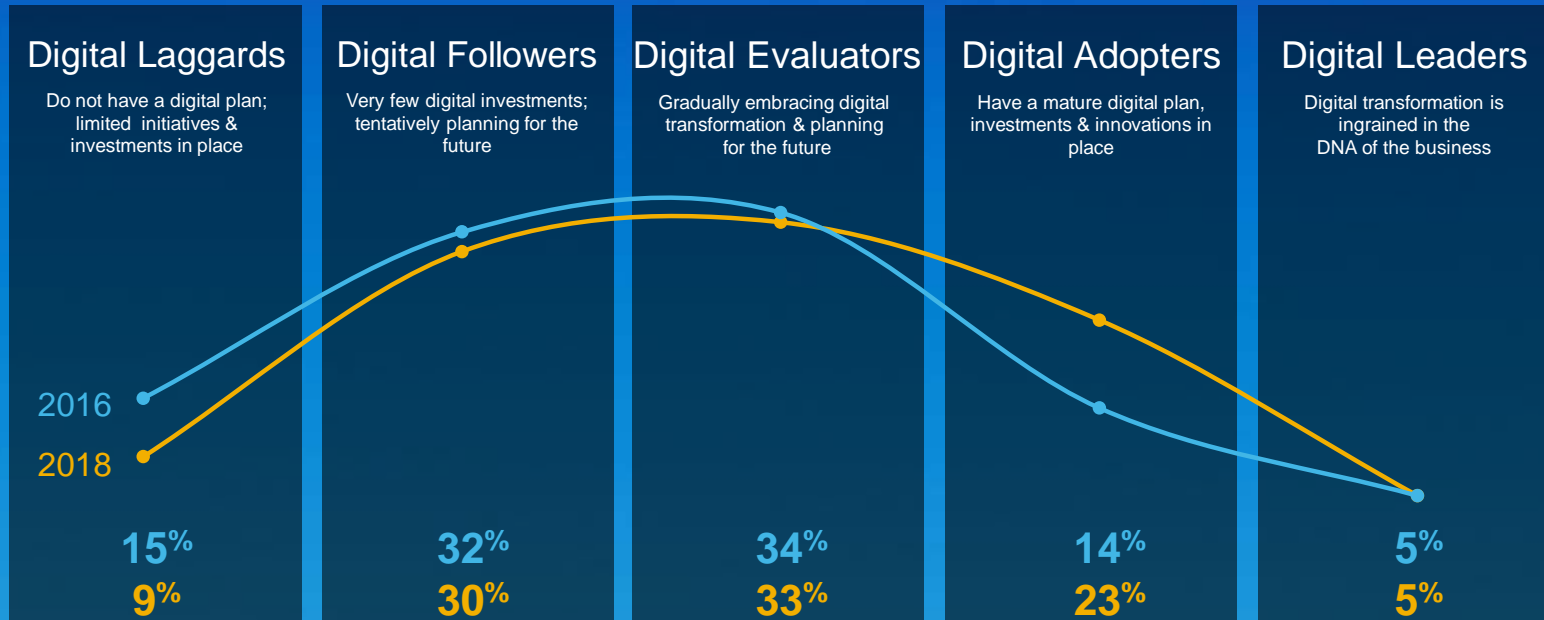 Digital Laggards
Do not have a digital plan;
limited initiatives &
investments in place
Digital Followers
Very few digital investments;
tentatively planning for the
future
Digital Evaluators
Gradually embracing digital
transformation & planning
for the future
Digital Adopters
Have a mature digital plan,
investments & innovations in
place
Digital Leaders
Digital transformation is
ingrained in the
DNA of the business
2016
2018
15% 32% 34% 14% 5%
9% 30% 33% 23% 5%